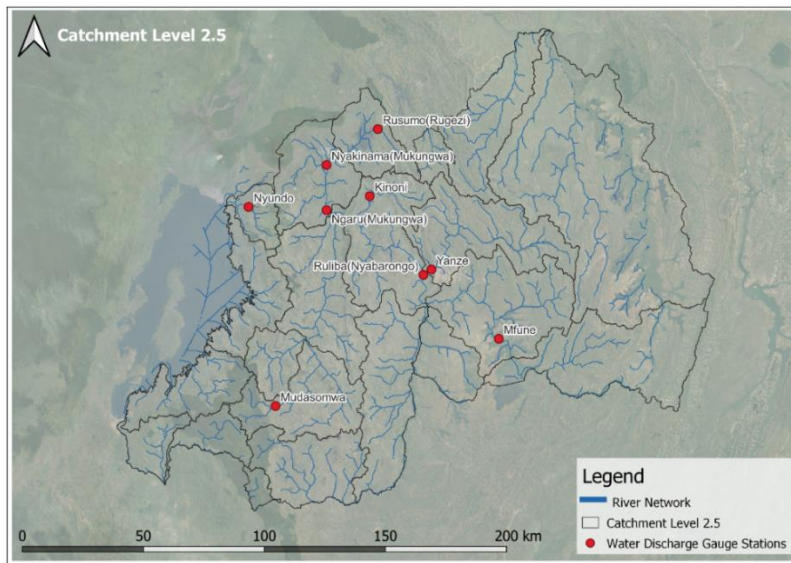 Catchment Level 2.5
Rusumo(Rugezi)
Nyakinama(Mukungwa)
Kinoni
Nyundo
Ngaru(Mukungwa)
Ruliba(Nyabarongo)
Yanze
Mfune
Mudasomwa
Legend
River Network
Catchment Level 2.5
Water Discharge Gauge Stations
0 50 100 150 200 km